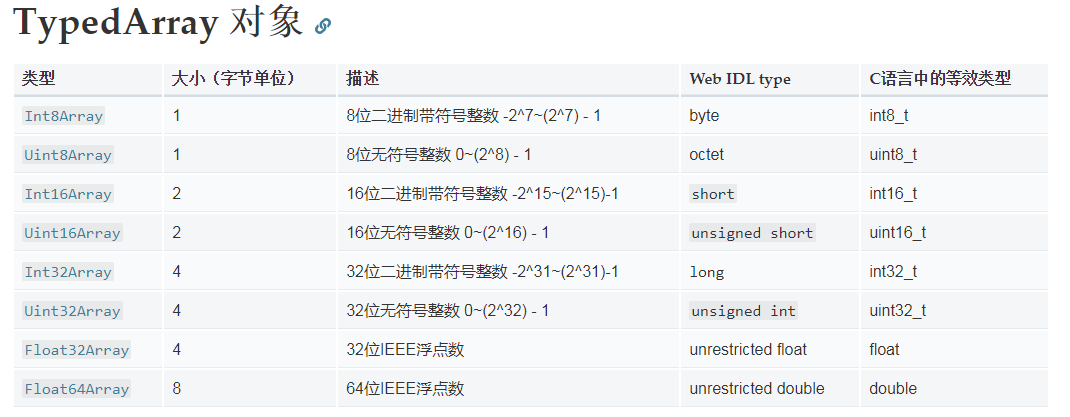 TypedArray 对象
类型 大小（字节单位） 描述 Web IDL type C语言中的等效类型
Int8Array 1 8位二进制带符号整数 -2^7~(2^7) - 1 byte int8_t
Uint8Array 1 8位无符号整数 0~(2^8) - 1 octet uint8_t
Int16Array 2 16位二进制带符号整数 -2^15~(2^15)-1 short int16_t
Uint16Array 2 16位无符号整数 0~(2^16) - 1 unsigned short uint16_t
Int32Array 4 32位二进制带符号整数 -2^31~(2^31)-1 long int32_t
Uint32Array 4 32位无符号整数 0~(2^32) - 1 unsigned int uint32_t
Float32Array 4 32位IEEE浮点数 unrestricted float float
Float64Array 8 64位IEEE浮点数 unrestricted double double